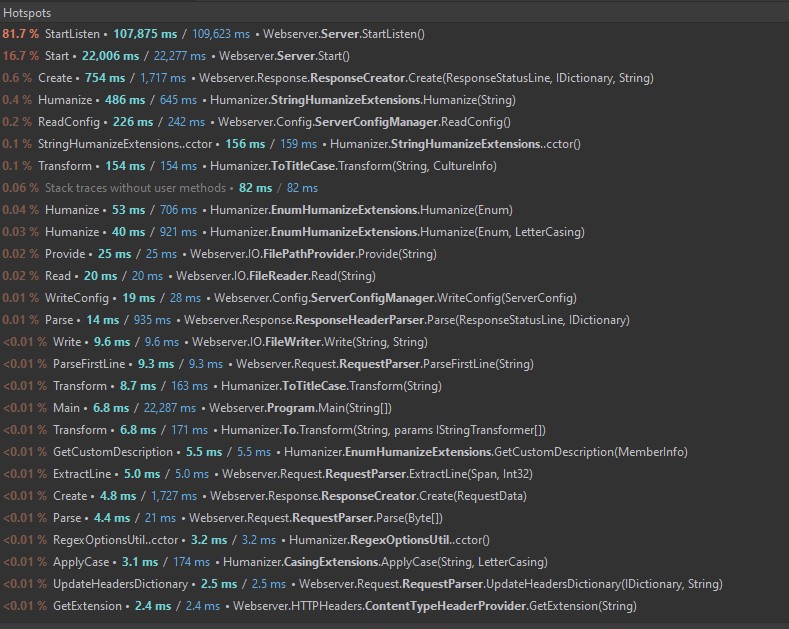 Hotspots
81.7 % StartListen • 107,875 ms / 109,623 ms • Webserver.Server.StartListen()
16.7 % Start • 22,006 ms / 22,277 ms • Webserver.Server.Start()
0.6 % Create • 754 ms / 1,717 ms • Webserver.Response.ResponseCreator.Create(ResponseStatusLine, IDictionary, String)
0.4 % Humanize • 486 ms / 645 ms • Humanizer.StringHumanizeExtensions.Humanize(String)
0.2 % ReadConfig • 226 ms / 242 ms • Webserver.Config.ServerConfigManager.ReadConfig()
0.1 % StringHumanizeExtensions..cctor • 156 ms / 159 ms • Humanizer.StringHumanizeExtensions..cctor()
0.1 % Transform • 154 ms / 154 ms • Humanizer.ToTitleCase.Transform(String, CultureInfo)
0.06 % Stack traces without user methods • 82 ms / 82 ms
0.04 % Humanize • 53 ms / 706 ms • Humanizer.EnumHumanizeExtensions.Humanize(Enum)
0.03 % Humanize • 40 ms / 921 ms • Humanizer.EnumHumanizeExtensions.Humanize(Enum, LetterCasing)
0.02 % Provide • 25 ms / 25 ms • Webserver.IO.FilePathProvider.Provide(String)
0.02 % Read • 20 ms / 20 ms • Webserver.IO.FileReader.Read(String)
0.01 % WriteConfig • 19 ms / 28 ms • Webserver.Config.ServerConfigManager.WriteConfig(ServerConfig)
0.01 % Parse • 14 ms / 935 ms • Webserver.Response.ResponseHeaderParser.Parse(ResponseStatusLine, IDictionary)
<0.01 % Write • 9.6 ms / 9.6 ms • Webserver.IO.FileWriter.Write(String, String)
<0.01 % ParseFirstLine • 9.3 ms / 9.3 ms • Webserver.Request.RequestParser.ParseFirstLine(String)
<0.01 % Transform • 8.7 ms / 163 ms • Humanizer.ToTitleCase.Transform(String)
<0.01 % Main • 6.8 ms / 22,287 ms • Webserver.Program.Main(String[])
<0.01 % Transform • 6.8 ms / 171 ms • Humanizer.To.Transform(String, params IStringTransformer[])
<0.01 % GetCustomDescription • 5.5 ms / 5.5 ms • Humanizer.EnumHumanizeExtensions.GetCustomDescription(MemberInfo)
<0.01 % ExtractLine • 5.0 ms / 5.0 ms • Webserver.Request.RequestParser.ExtractLine(Span, Int32)
<0.01 % Create • 4.8 ms / 1,727 ms • Webserver.Response.ResponseCreator.Create(RequestData)
<0.01 % Parse • 4.4 ms / 21 ms • Webserver.Request.RequestParser.Parse(Byte[])
<0.01 % RegexOptionsUtil..cctor • 3.2 ms / 3.2 ms • Humanizer.RegexOptionsUtil..cctor()
<0.01 % ApplyCase • 3.1 ms / 174 ms • Humanizer.CasingExtensions.ApplyCase(String, LetterCasing)
<0.01 % UpdateHeadersDictionary • 2.5 ms / 2.5 ms • Webserver.Request.RequestParser.UpdateHeadersDictionary(IDictionary, String)
<0.01 % GetExtension • 2.4 ms / 2.4 ms • Webserver.HTTPHeaders.ContentTypeHeaderProvider.GetExtension(String)